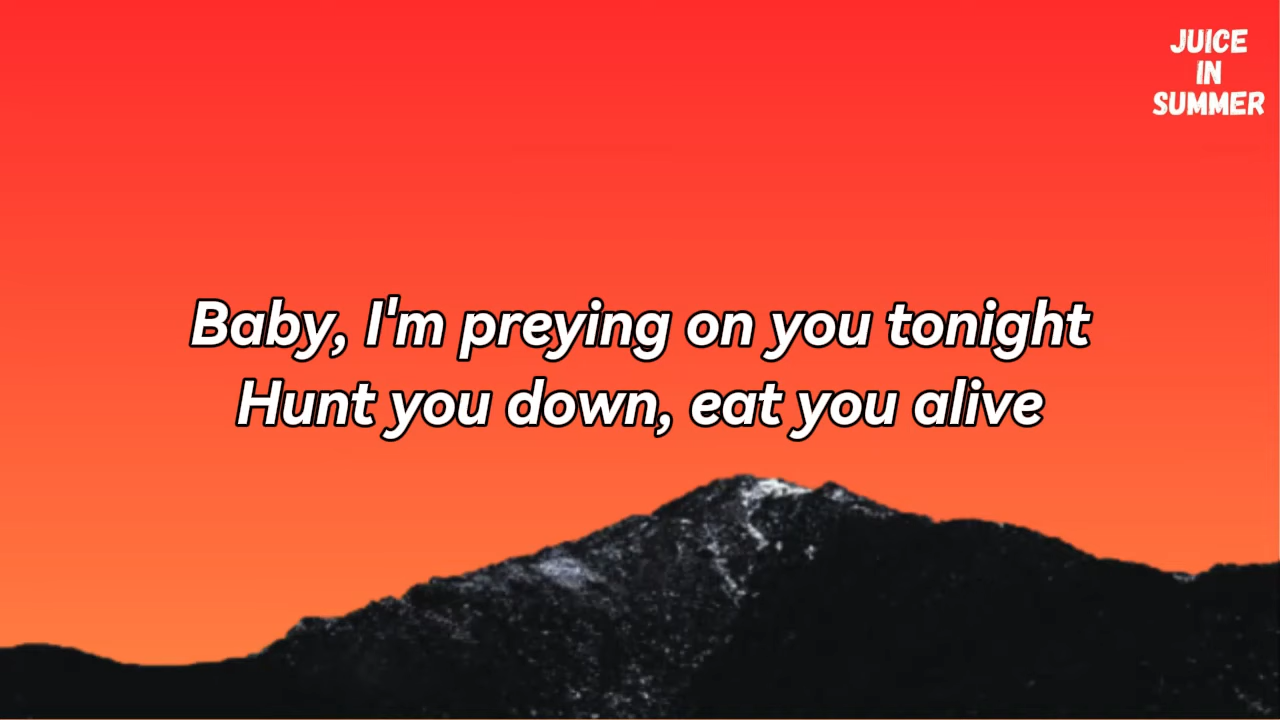 JUICE
IN
SUMMER
Baby, I'm preying on you tonight
Hunt you down, eat you alive